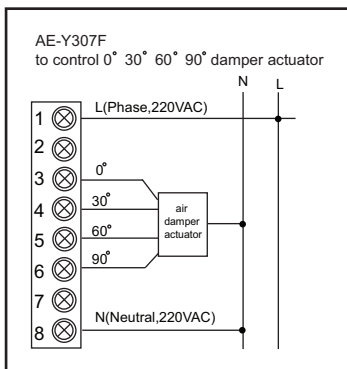 AE-Y307F
to control 0° 30° 60° 90° damper actuator
N L
1 L(Phase,220VAC)
2
3 0°
4 30°
5 60°
6 90°
air
damper
actuator
7
8 N(Neutral,220VAC)